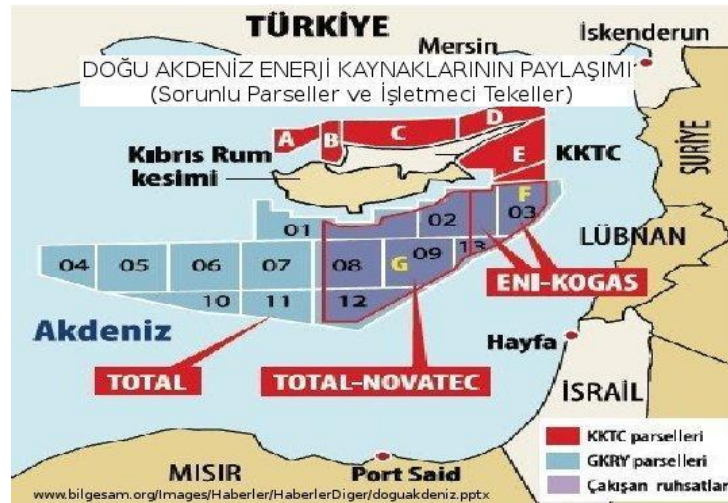 TÜRKİYE
Mersin
İskenderun
DOĞU AKDENİZ ENERJİ KAYNAKLARININ PAYLAŞIMI
(Sorunlu Parseller ve İşletmeci Tekeller)
A
B
C
D
E
Kıbrıs Rum
kesimi
KKTC
SURİYE
F
01
02
03
LÜBNAN
04
05
06
07
08
G
09
13
ENI-KOGAS
10
11
12
Akdeniz
Hayfa
TOTAL
TOTAL-NOVATEC
İSRAİL
KKTC parselleri
GKRY parselleri
Çakışan ruhsatlar
MISIR
Port Said
www.bilgesam.org/Images/Haberler/HaberlerDiger/doguakdeniz.pptx